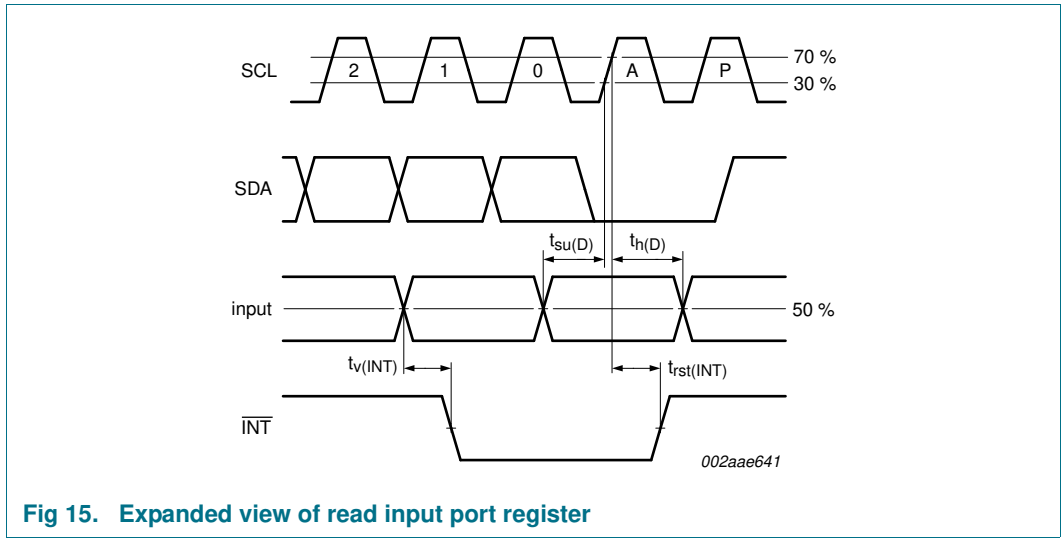 SCL 2 1 0 A P 70 %
30 %
SDA
tsu(D) th(D)
input 50 %
tv(INT) trst(INT)
INT
002aae641
Fig 15. Expanded view of read input port register